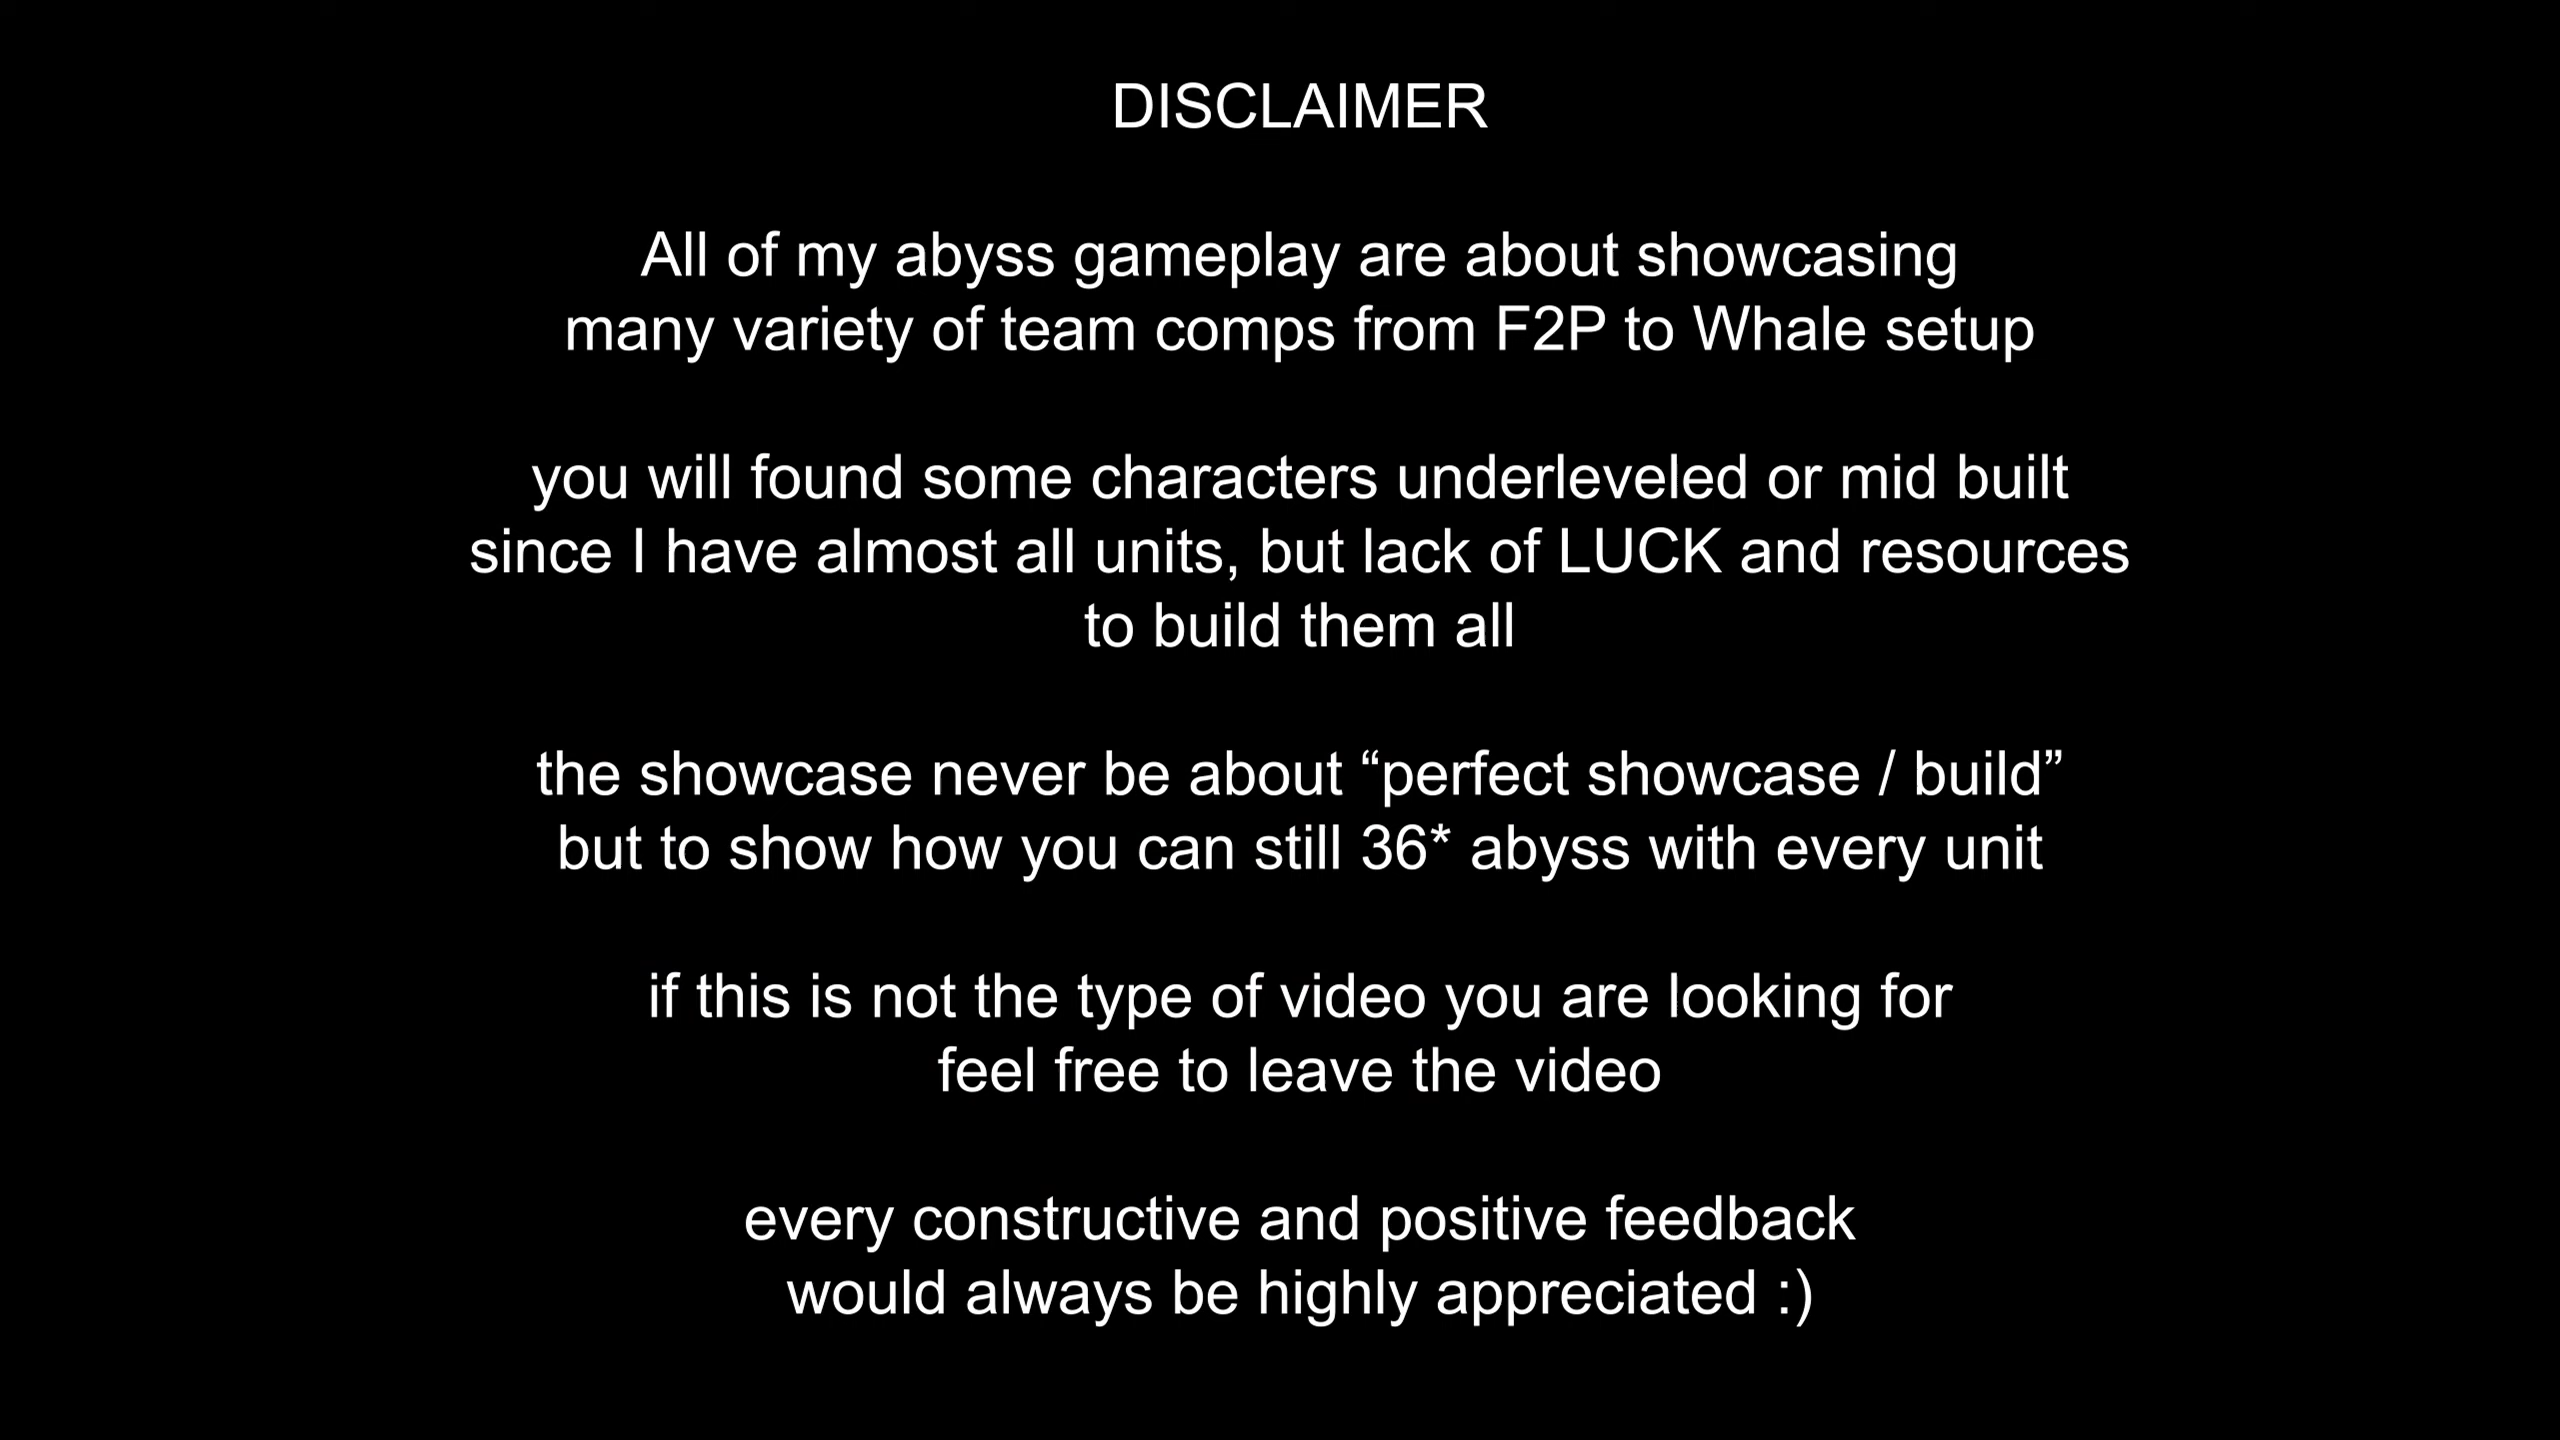 DISCLAIMER
All of my abyss gameplay are about showcasing
many variety of team comps from F2P to Whale setup
you will found some characters underleveled or mid built
since I have almost all units, but lack of LUCK and resources
to build them all
the showcase never be about “perfect showcase / build”
but to show how you can still 36* abyss with every unit
if this is not the type of video you are looking for
feel free to leave the video
every constructive and positive feedback
would always be highly appreciated :)